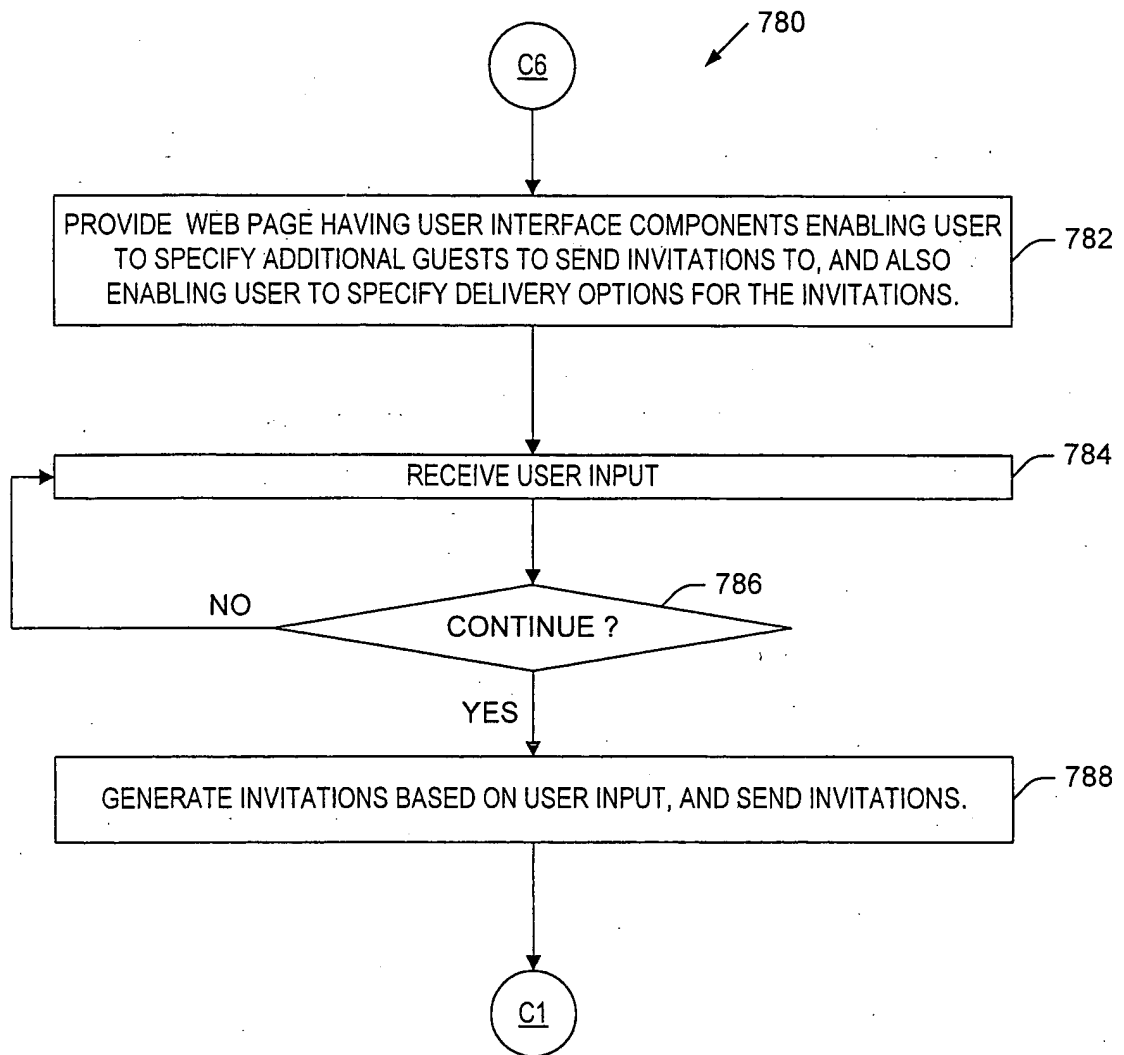 780
C6
PROVIDE WEB PAGE HAVING USER INTERFACE COMPONENTS ENABLING USER
TO SPECIFY ADDITIONAL GUESTS TO SEND INVITATIONS TO, AND ALSO
ENABLING USER TO SPECIFY DELIVERY OPTIONS FOR THE INVITATIONS.
782
RECEIVE USER INPUT
784
786
NO
CONTINUE ?
YES
GENERATE INVITATIONS BASED ON USER INPUT, AND SEND INVITATIONS.
788
C1